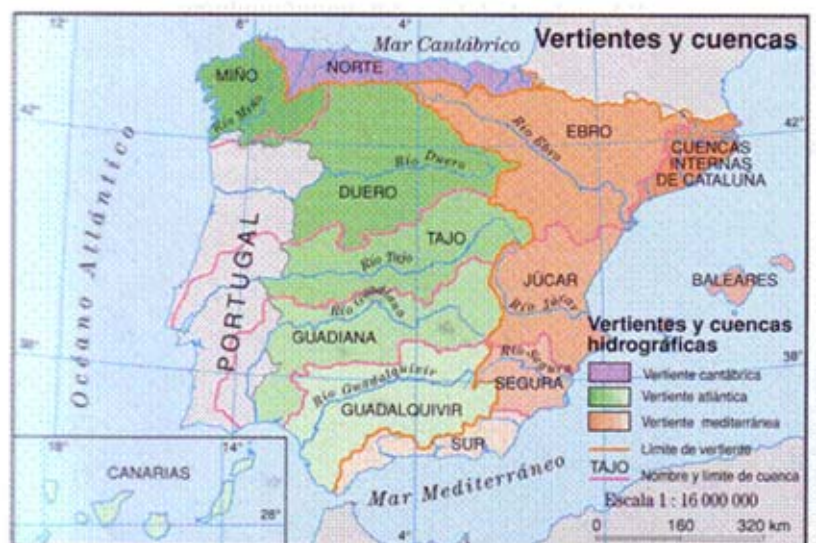 Vertientes y cuencas
Mar Cantábrico
12°
8°
4°
MIÑO
NORTE
Río Miño
EBRO
Río Ebro
42°
CUENCAS
INTERNAS
DE CATALUÑA
Río Duero
DUERO
Océano Atlántico
PORTUGAL
TAJO
Río Tajo
JÚCAR
Río Júcar
BALEARES
Río Guadiana
GUADIANA
Río Segura
SEGURA
38°
Río Guadalquivir
GUADALQUIVIR
SUR
Mar Mediterráneo
4°
Vertientes y cuencas
hidrográficas
Vertiente cantábrica
Vertiente atlántica
Vertiente mediterránea
Límite de vertiente
TAJO Nombre y límite de cuenca
Escala 1 : 16 000 000
0 160 320 km
18°
14°
CANARIAS
28°